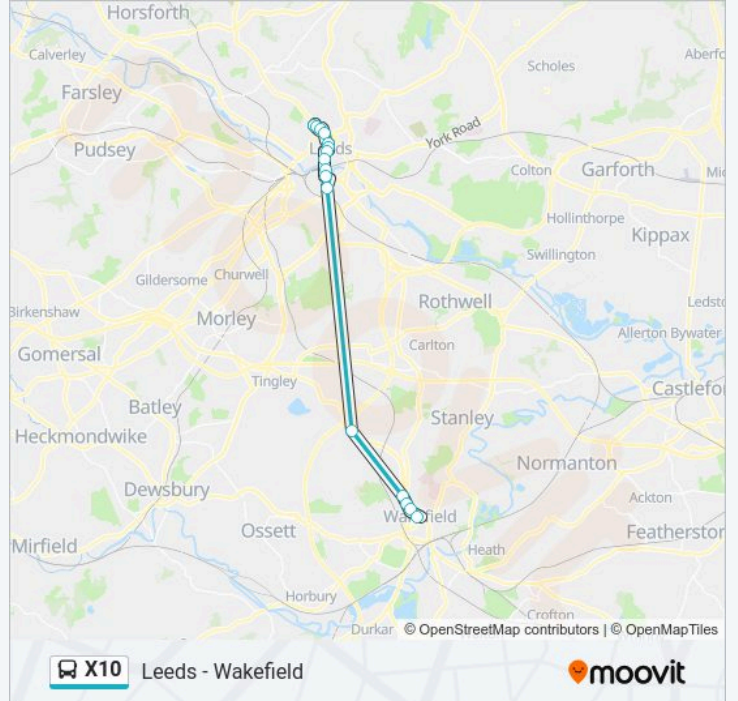 Horsforth
Calverley
Scholes
Aberfo
Farsley
York Road
Pudsey
Leeds
Colton
Garforth
Mic
Hollinthorpe
Kippax
Swillington
Gildersome
Churwell
Birkenshaw
Morley
Rothwell
Ledsto
Carlton
Allerton Bywater
Gomersal
Tingley
Castlefor
Batley
Stanley
Heckmondwike
Normanton
Dewsbury
Ackton
Wakefield
Ossett
Featherston
Mirfield
Heath
Horbury
Crofton
Durkar
© OpenStreetMap contributors | © OpenMapTiles
X10 Leeds - Wakefield
moovit